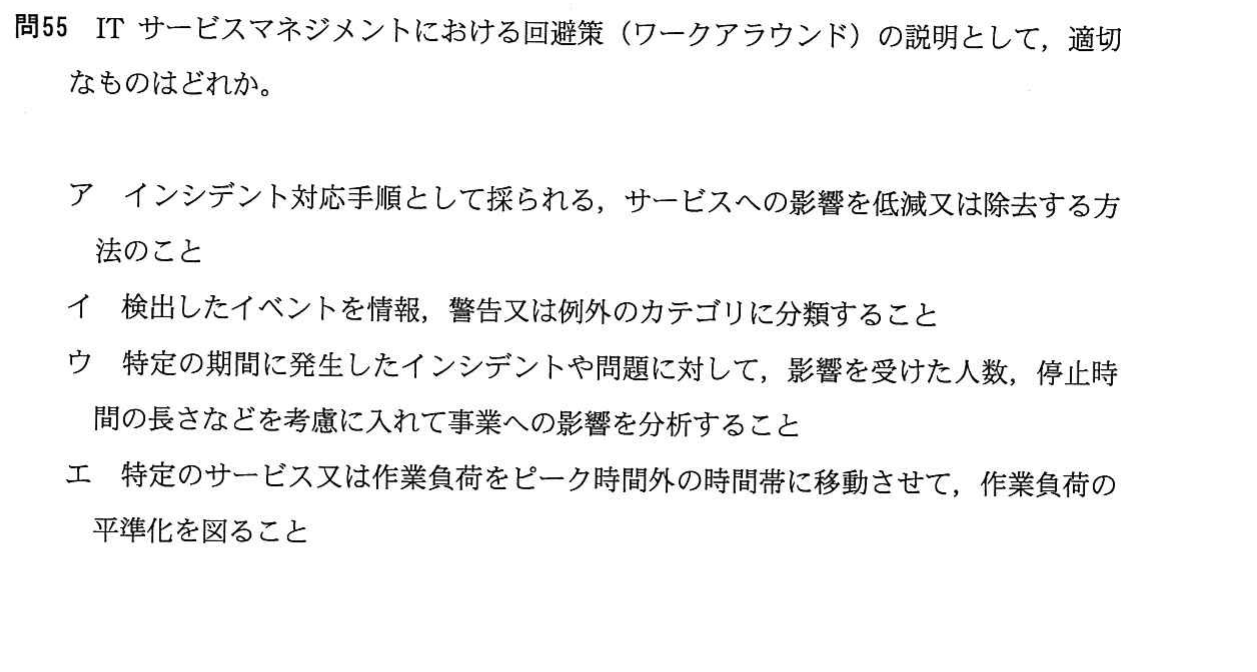 問55 IT サービスマネジメントにおける回避策（ワークアラウンド）の説明として，適切
なものはどれか。
ア インシデント対応手順として採られる，サービスへの影響を低減又は除去する方
法のこと
イ 検出したイベントを情報，警告又は例外のカテゴリに分類すること
ウ 特定の期間に発生したインシデントや問題に対して，影響を受けた人数，停止時
間の長さなどを考慮に入れて事業への影響を分析すること
エ 特定のサービス又は作業負荷をピーク時間外の時間帯に移動させて，作業負荷の
平準化を図ること